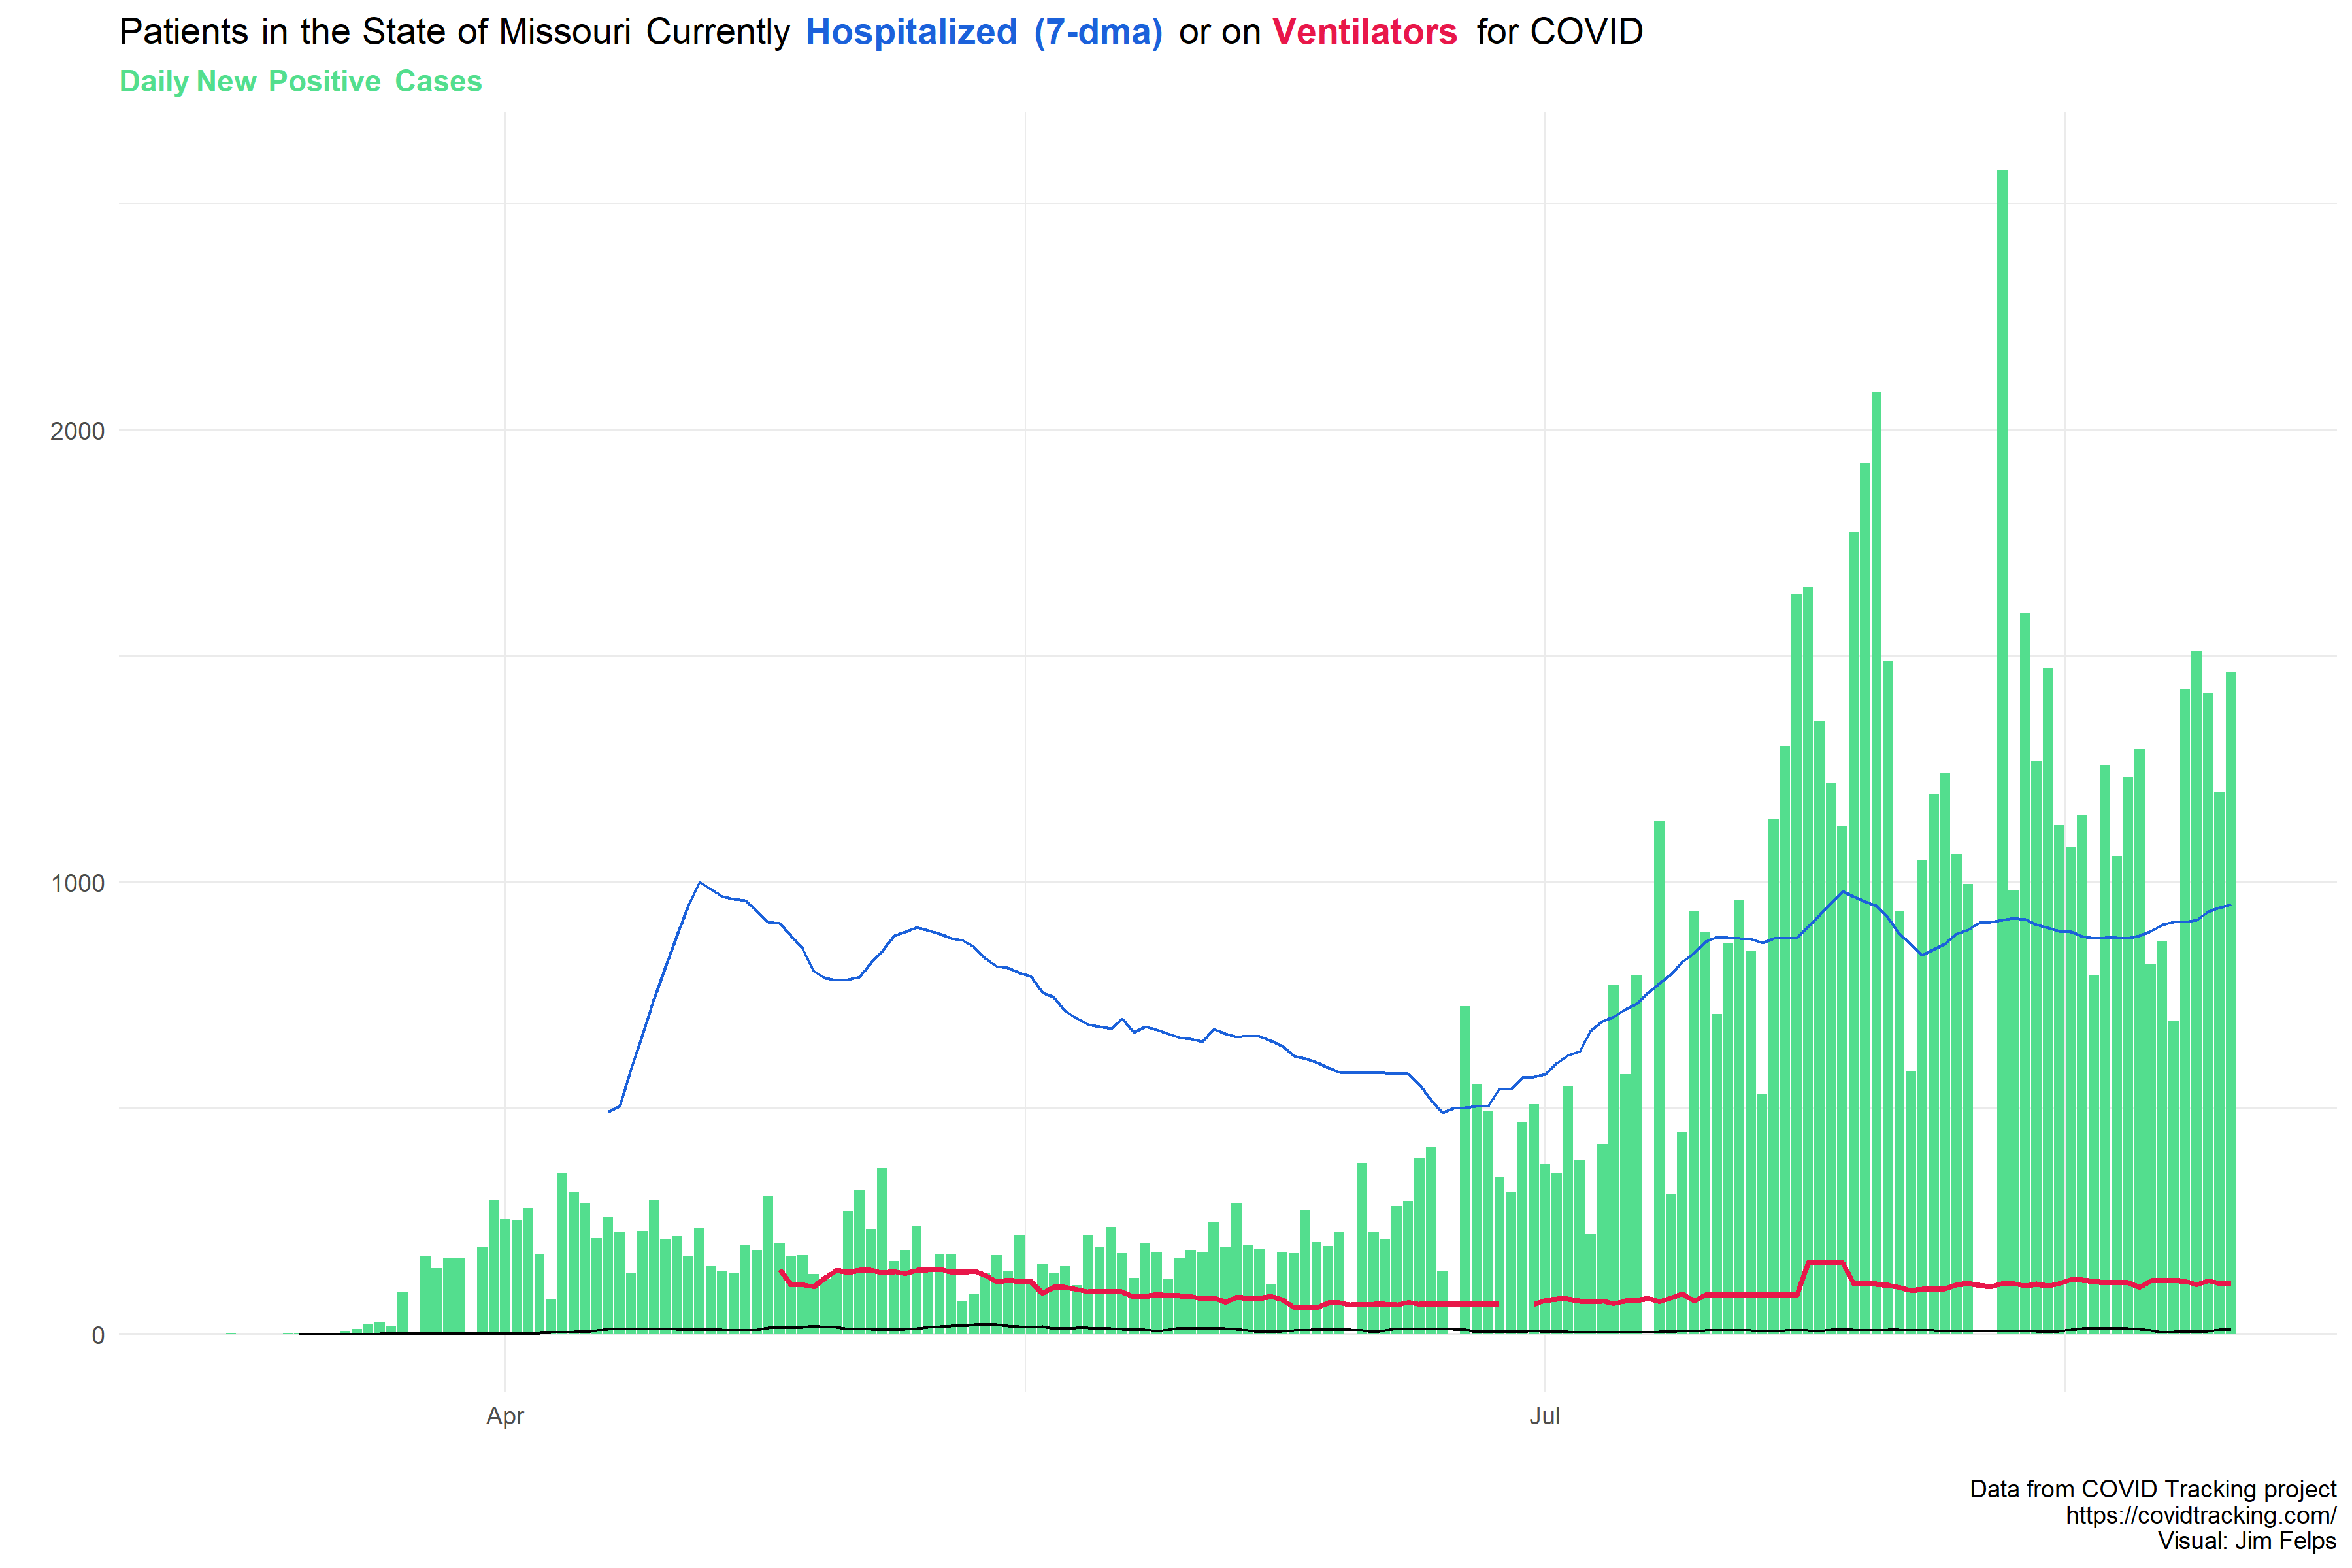 Patients in the State of Missouri Currently Hospitalized (7-dma) or on Ventilators for COVID
Daily New Positive Cases
2000
1000
0
Apr
Jul
Data from COVID Tracking project
https://covidtracking.com/
Visual: Jim Felps